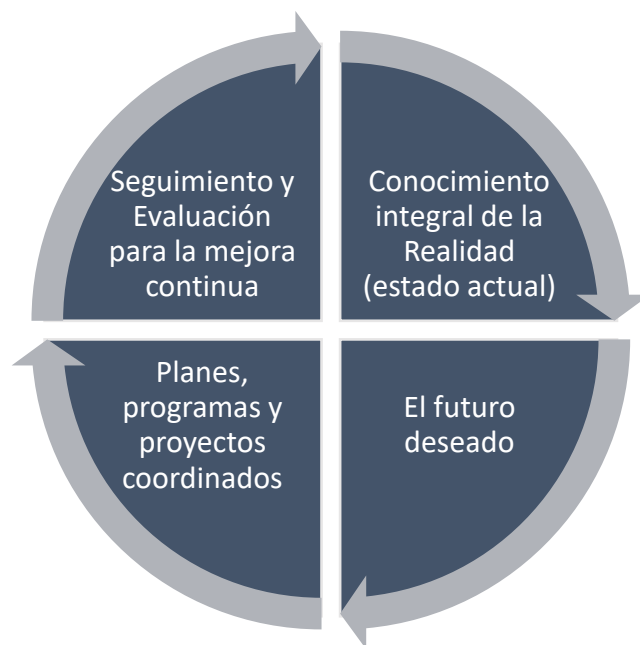 Seguimiento y
Evaluación
para la mejora
continua
Conocimiento
integral de la
Realidad
(estado actual)
Planes,
programas y
proyectos
coordinados
El futuro
deseado